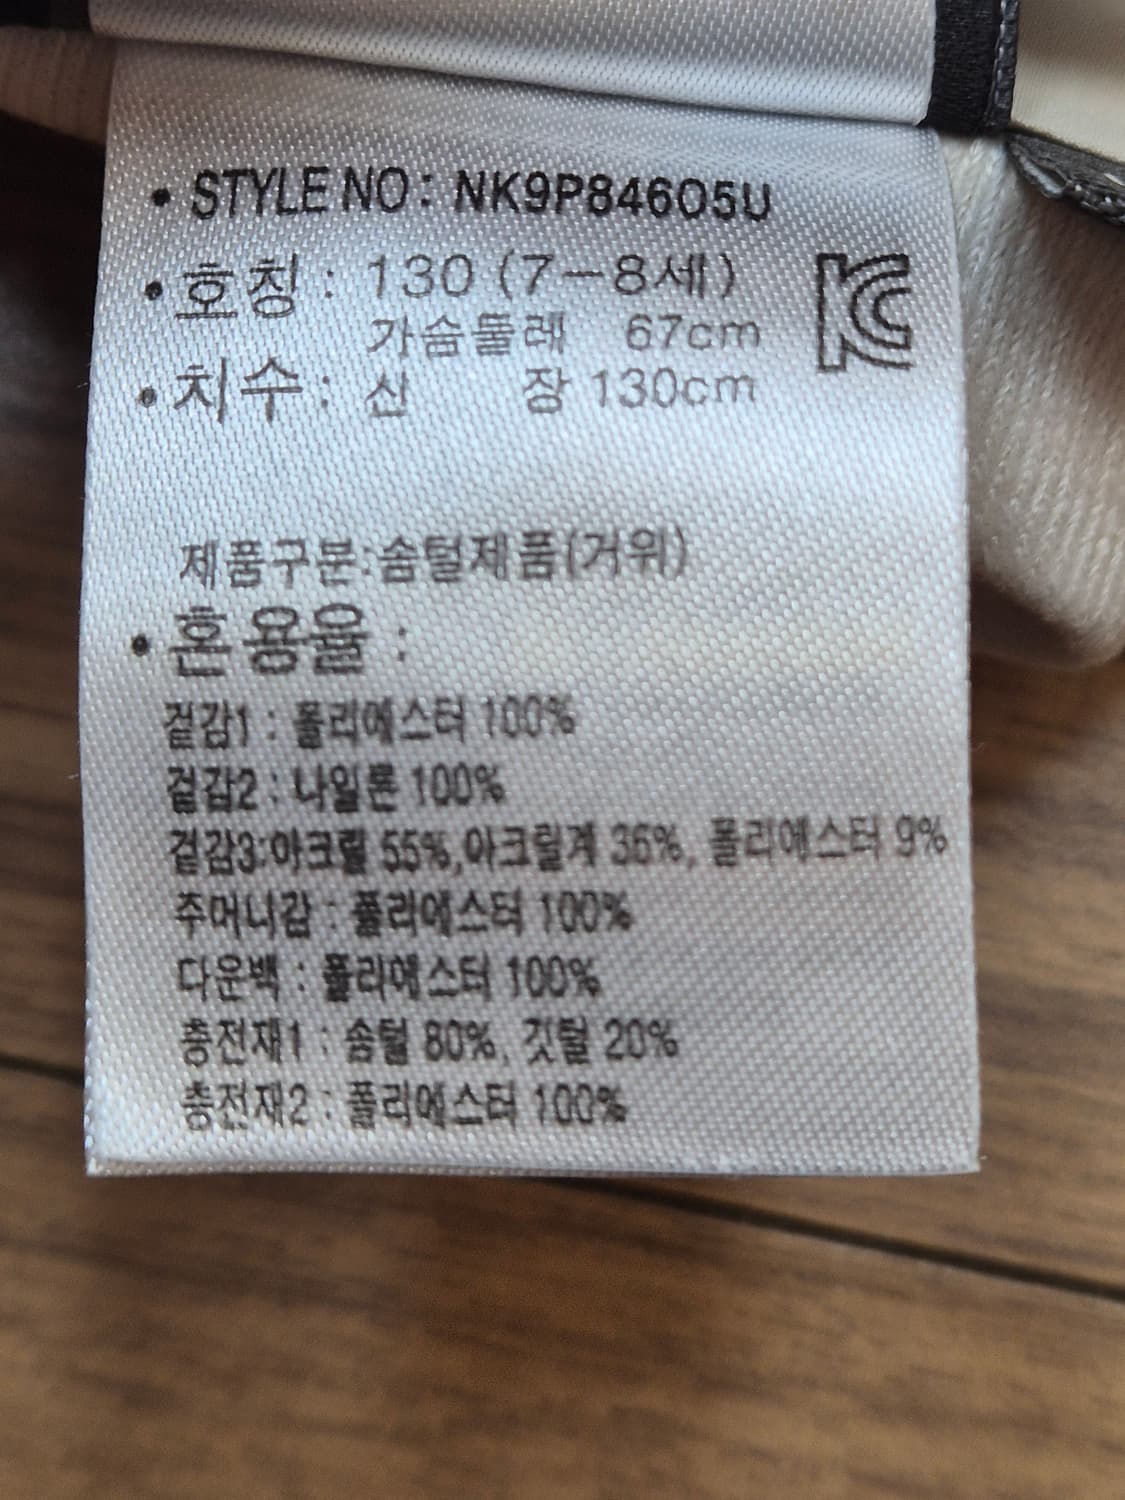 • STYLE NO : NK9P84605U
• 호칭 : 130 (7-8세)
가슴둘레 67cm
• 치수 : 신 장 130cm
KC
제품구분:솜털제품(거위)
• 혼용율 :
겉감1 : 폴리에스터 100%
겉감2 : 나일론 100%
겉감3:아크릴 55%,아크릴계 36%, 폴리에스터 9%
주머니감 : 폴리에스터 100%
다운백 : 폴리에스터 100%
충전재1 : 솜털 80%, 깃털 20%
충전재2 : 폴리에스터 100%